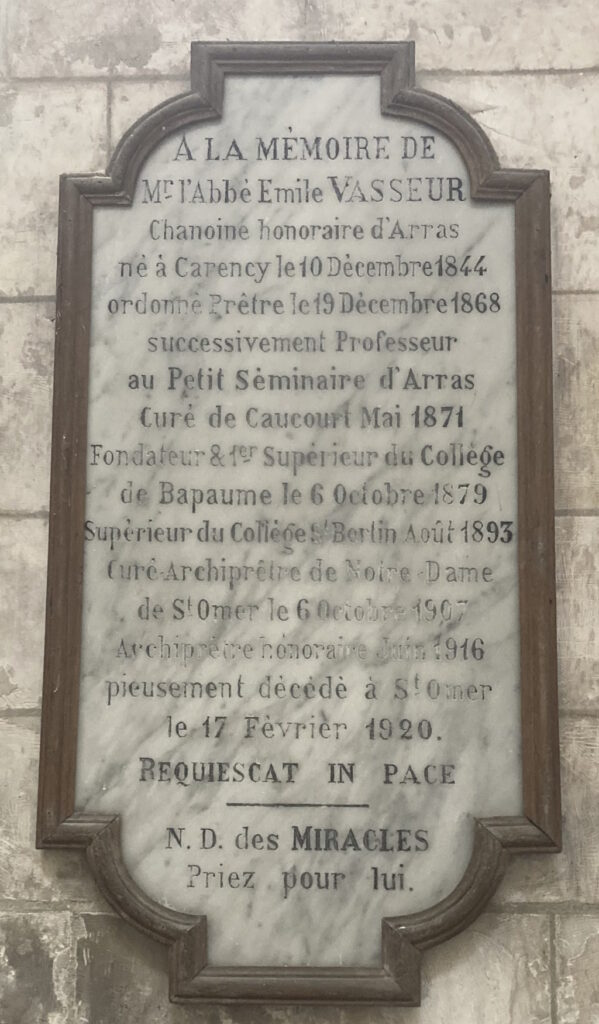 A LA MÉMOIRE DE
Mr l'Abbé Emile VASSEUR
Chanoine honoraire d'Arras
né à Carency le 10 Décembre 1844
ordonné Prêtre le 19 Décembre 1868
successivement Professeur
au Petit Séminaire d'Arras
Curé de Caucourt Mai 1871
Fondateur & 1er Supérieur du Collège
de Bapaume le 6 Octobre 1879
Supérieur du Collège St Bertin Août 1893
Curé-Archiprêtre de Notre-Dame
de St Omer le 6 Octobre 1907
Archiprêtre honoraire Juin 1916
pieusement décédé à St Omer
le 17 Février 1920.
REQUIESCAT IN PACE
N. D. des MIRACLES
Priez pour lui.